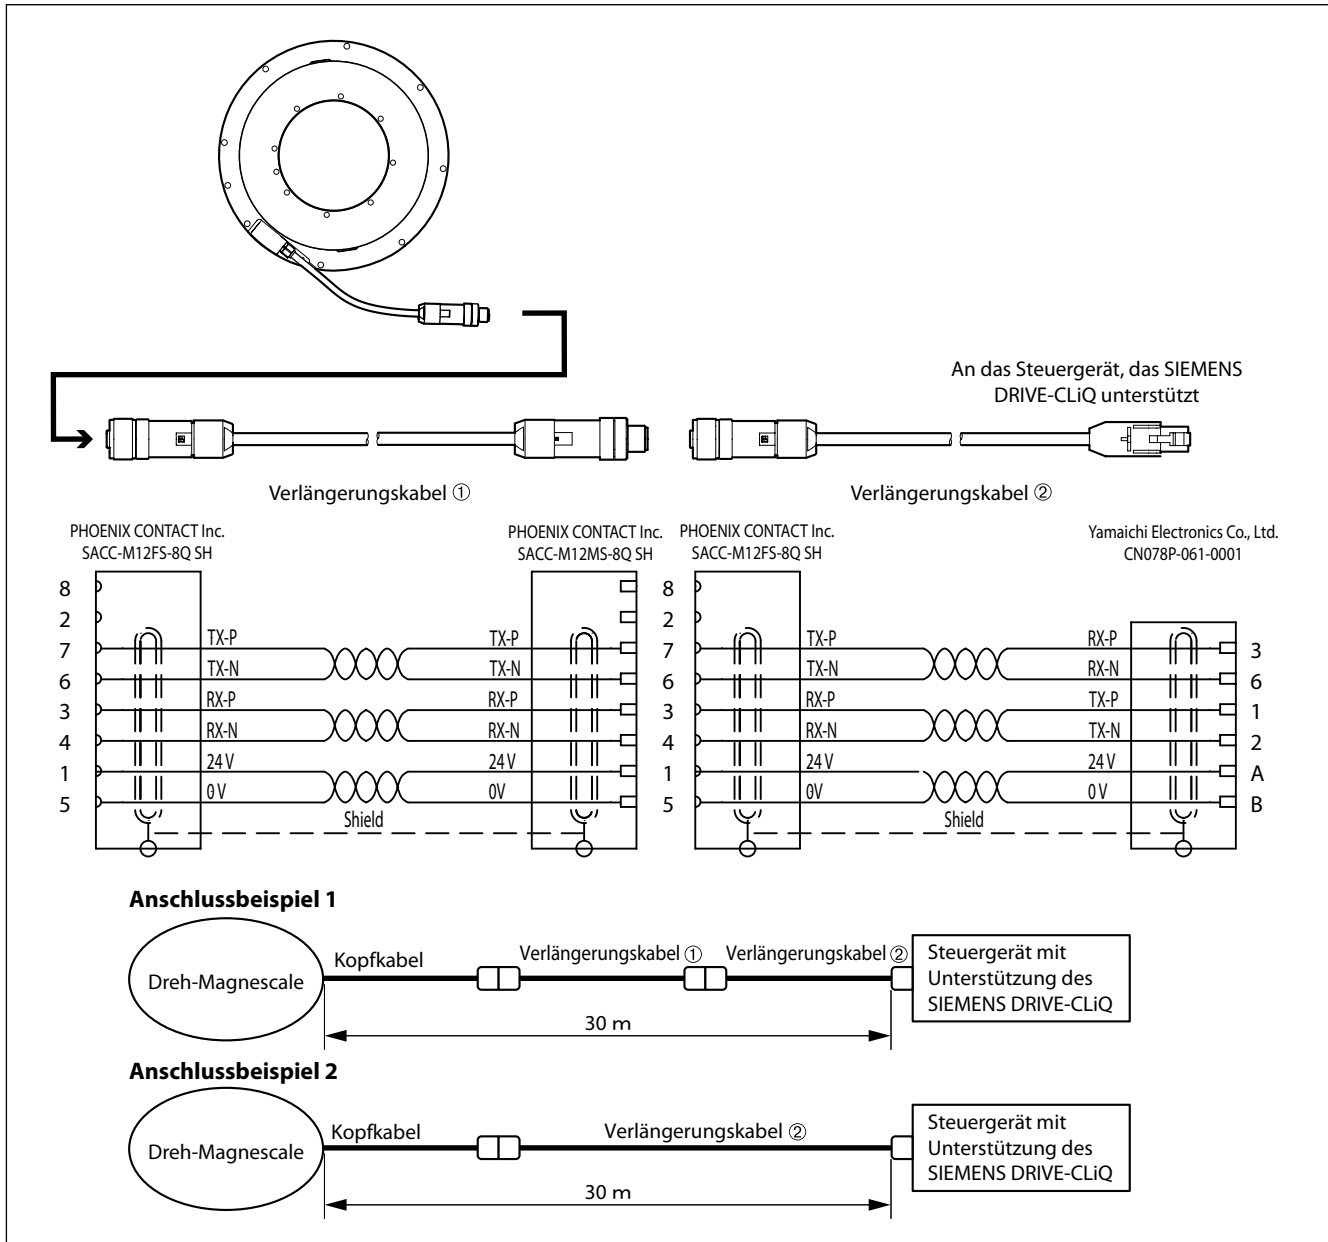 An das Steuergerät, das SIEMENS
DRIVE-CLiQ unterstützt
Verlängerungskabel ①
Verlängerungskabel ②
PHOENIX CONTACT Inc.
SACC-M12FS-8Q SH
PHOENIX CONTACT Inc.
SACC-M12MS-8Q SH
PHOENIX CONTACT Inc.
SACC-M12FS-8Q SH
Yamaichi Electronics Co., Ltd.
CN078P-061-0001
8 8
2 2
7 TX-P TX-P 7 TX-P RX-P 3
6 TX-N TX-N 6 TX-N RX-N 6
3 RX-P RX-P 3 RX-P TX-P 1
4 RX-N RX-N 4 RX-N TX-N 2
1 24 V 24 V 1 24 V 24 V A
5 0V 0V 5 0V 0 V B
Shield Shield
Anschlussbeispiel 1
Dreh-Magnescale
Kopfkabel
Verlängerungskabel ①
Verlängerungskabel ②
Steuergerät mit
Unterstützung des
SIEMENS DRIVE-CLiQ
30 m
Anschlussbeispiel 2
Dreh-Magnescale
Kopfkabel
Verlängerungskabel ②
Steuergerät mit
Unterstützung des
SIEMENS DRIVE-CLiQ
30 m